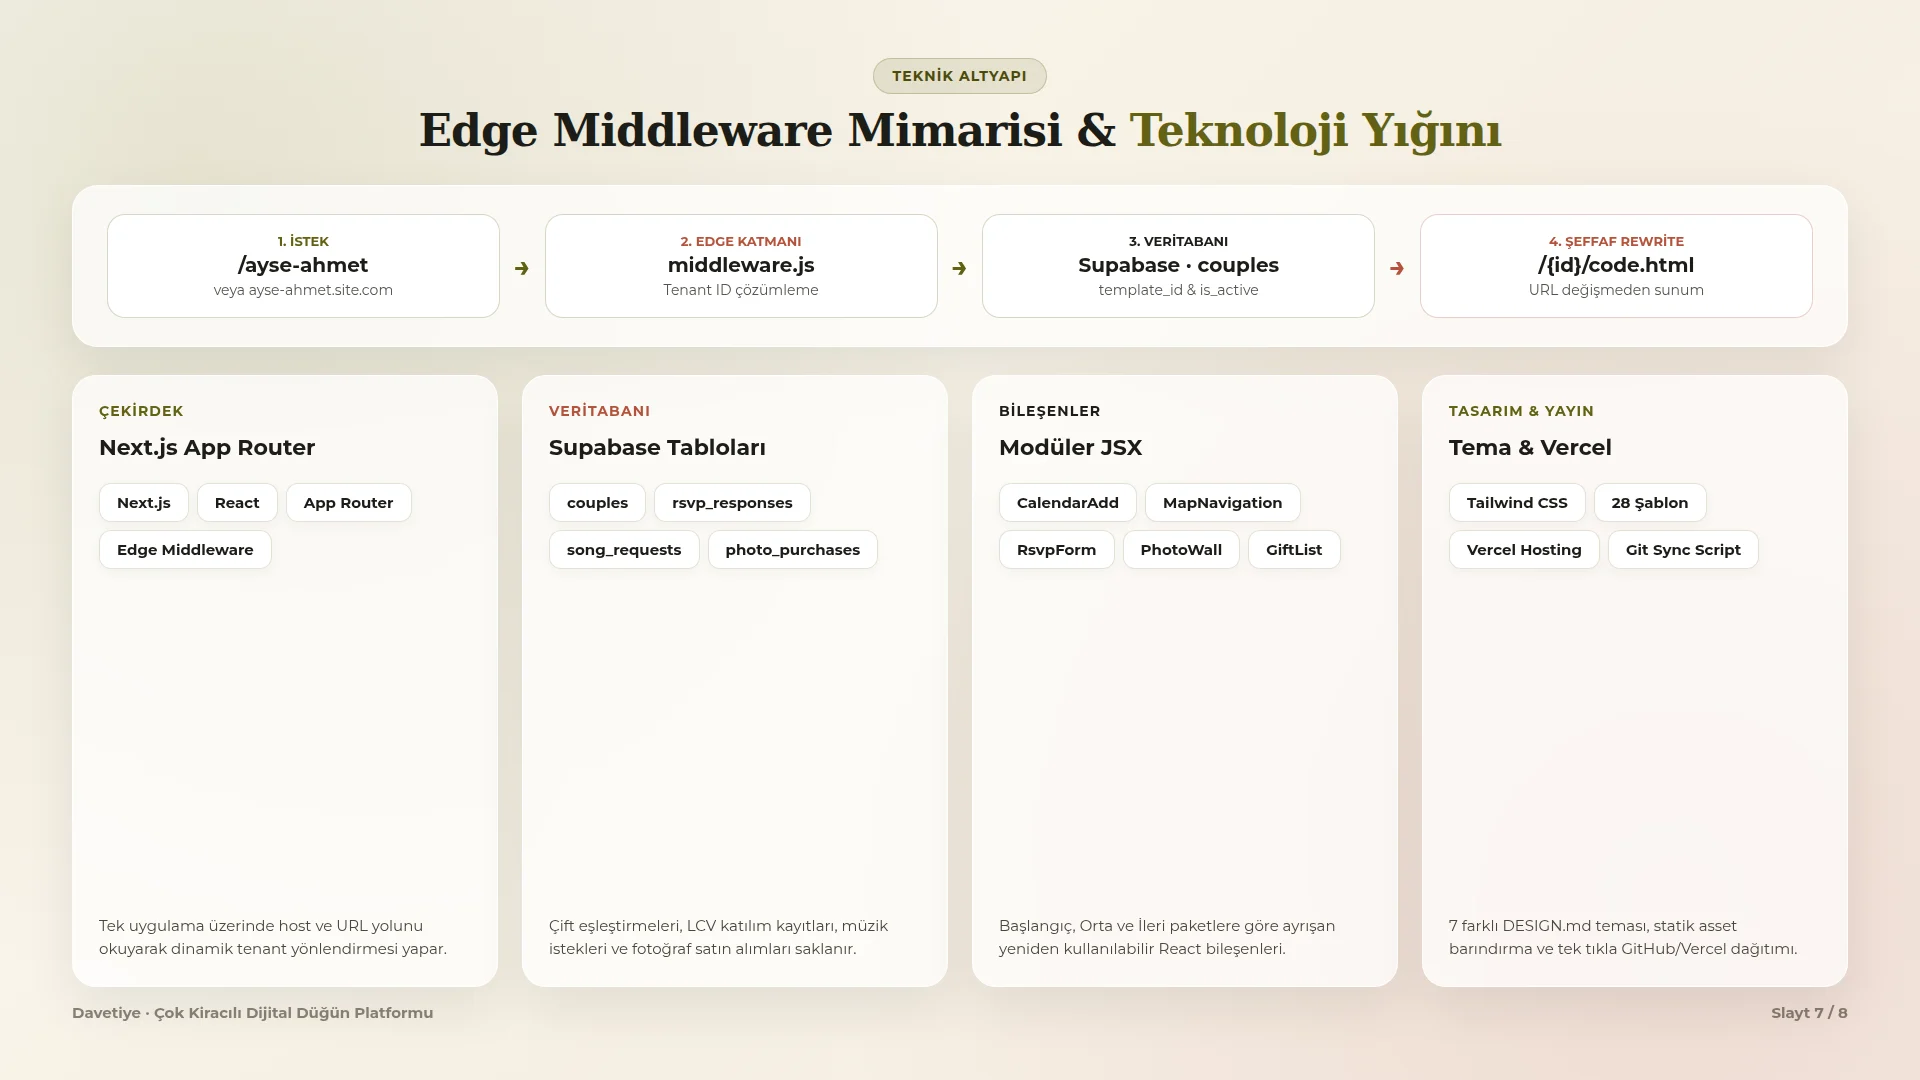 TEKNİK ALTYAPI
Edge Middleware Mimarisi & Teknoloji Yığını
1. İSTEK
/ayse-ahmet
veya ayse-ahmet.site.com
→
2. EDGE KATMANI
middleware.js
Tenant ID çözümleme
→
3. VERİTABANI
Supabase · couples
template_id & is_active
→
4. ŞEFFAF REWRITE
/{id}/code.html
URL değişmeden sunum
ÇEKİRDEK
Next.js App Router
Next.js React App Router
Edge Middleware
Tek uygulama üzerinde host ve URL yolunu
okuyarak dinamik tenant yönlendirmesi yapar.
VERİTABANI
Supabase Tabloları
couples rsvp_responses
song_requests photo_purchases
Çift eşleştirmeleri, LCV katılım kayıtları, müzik
istekleri ve fotoğraf satın alımları saklanır.
BİLEŞENLER
Modüler JSX
CalendarAdd MapNavigation
RsvpForm PhotoWall GiftList
Başlangıç, Orta ve İleri paketlere göre ayrışan
yeniden kullanılabilir React bileşenleri.
TASARIM & YAYIN
Tema & Vercel
Tailwind CSS 28 Şablon
Vercel Hosting Git Sync Script
7 farklı DESIGN.md teması, statik asset
barındırma ve tek tıkla GitHub/Vercel dağıtımı.
Davetiye · Çok Kiracılı Dijital Düğün Platformu
Slayt 7 / 8